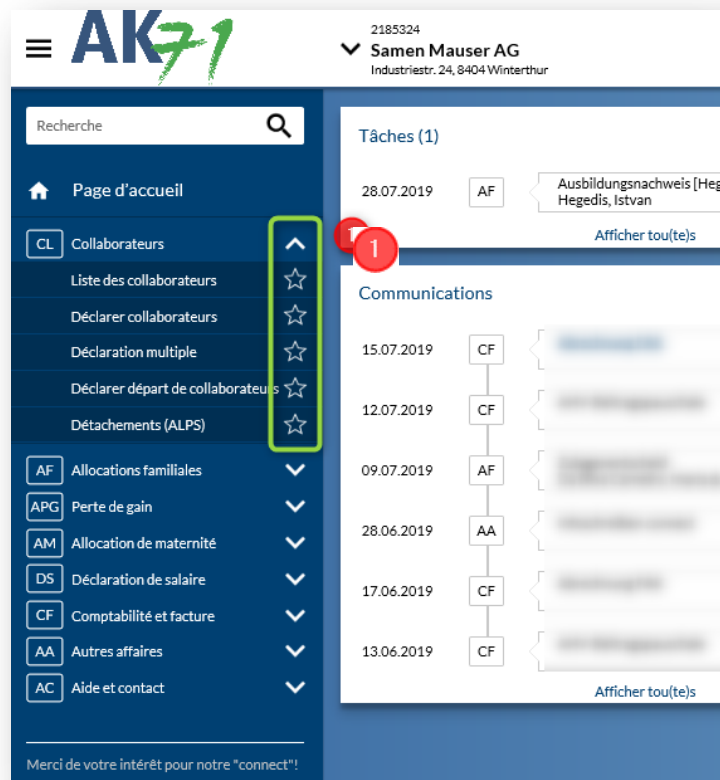 AK71
2185324
Samen Mauser AG
Industriestr. 24, 8404 Winterthur
Recherche
Page d'accueil
CL Collaborateurs
Liste des collaborateurs
Déclarer collaborateurs
Déclaration multiple
Déclarer départ de collaborateurs
Détachements (ALPS)
AF Allocations familiales
APG Perte de gain
AM Allocation de maternité
DS Déclaration de salaire
CF Comptabilité et facture
AA Autres affaires
AC Aide et contact
Merci de votre intérêt pour notre "connect"!
1
1
Tâches (1)
28.07.2019 AF Ausbildungsnachweis [Heg
Hegedis, Istvan
Afficher tou(te)s
Communications
15.07.2019 CF
12.07.2019 CF
09.07.2019 AF
28.06.2019 AA
17.06.2019 CF
13.06.2019 CF
Afficher tou(te)s